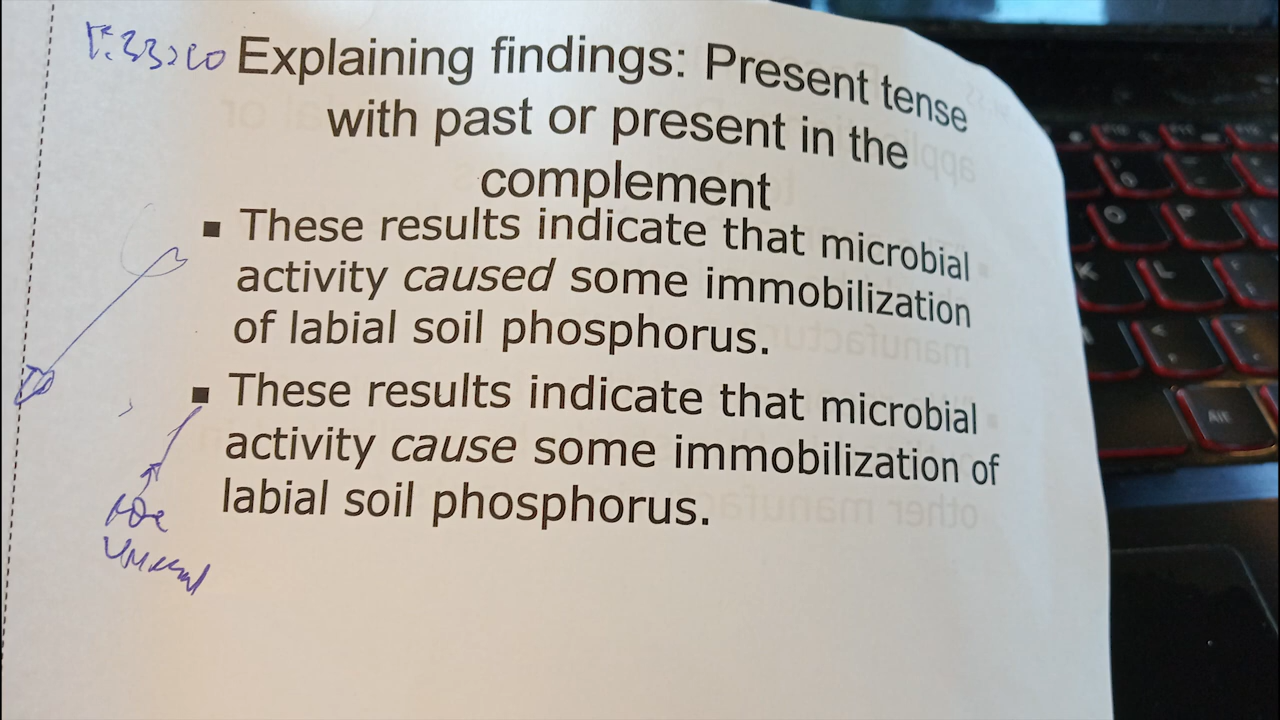 Explaining findings: Present tense
with past or present in the
complement
▪ These results indicate that microbial
activity caused some immobilization
of labial soil phosphorus.
▪ These results indicate that microbial
activity cause some immobilization of
labial soil phosphorus.
O
P
K
L
Alt